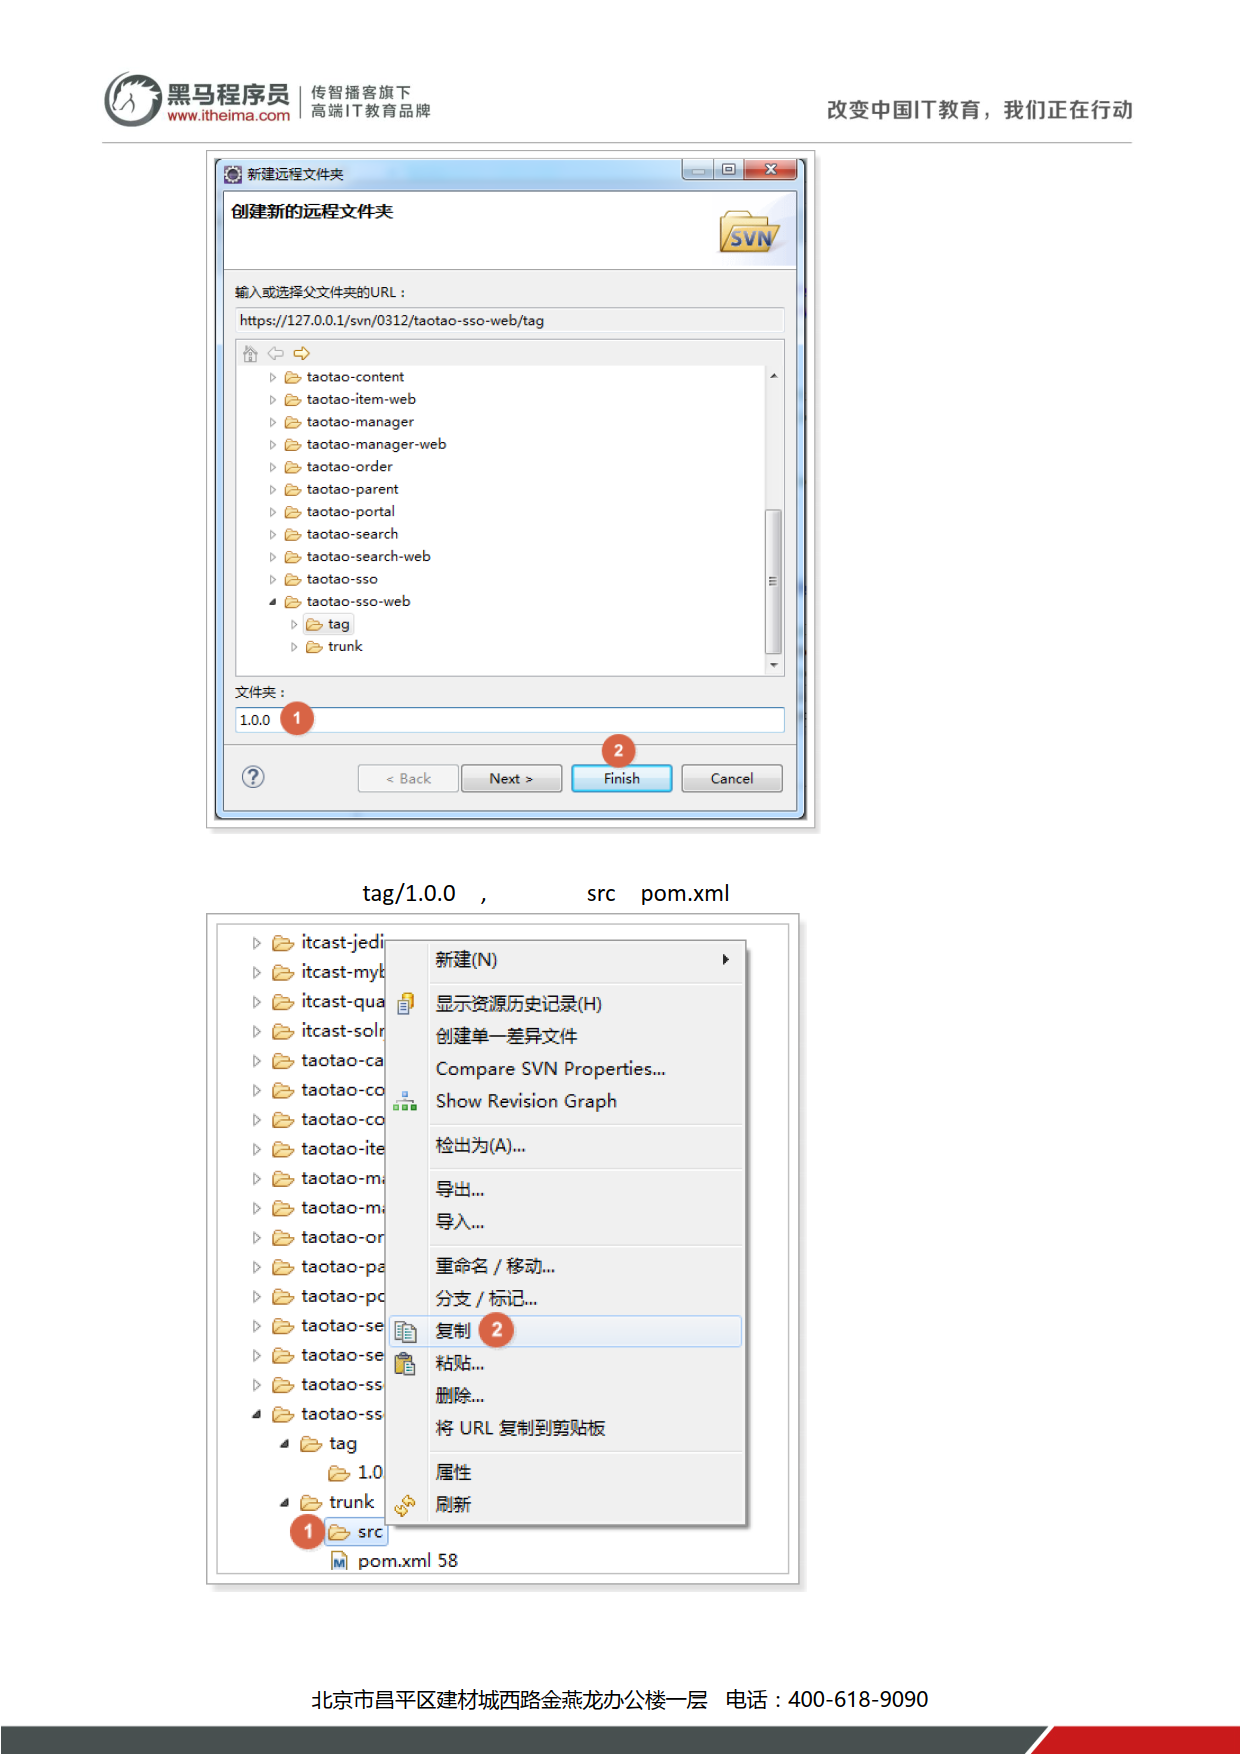 黑马程序员
www.itheima.com
传智播客旗下
高端IT教育品牌
改变中国IT教育，我们正在行动
新建远程文件夹
创建新的远程文件夹
SVN
输入或选择父文件夹的URL：
https://127.0.0.1/svn/0312/taotao-sso-web/tag
taotao-content
taotao-item-web
taotao-manager
taotao-manager-web
taotao-order
taotao-parent
taotao-portal
taotao-search
taotao-search-web
taotao-sso
taotao-sso-web
tag
trunk
文件夹：
1.0.0 1
2
< Back Next > Finish Cancel
tag/1.0.0 , src pom.xml
itcast-jedi
itcast-myb
itcast-qua
itcast-solr
taotao-ca
taotao-co
taotao-co
taotao-ite
taotao-ma
taotao-ma
taotao-or
taotao-pa
taotao-po
taotao-se
taotao-se
taotao-ss
taotao-ss
tag
1.0
trunk
1 src
pom.xml 58
新建(N)
显示资源历史记录(H)
创建单一差异文件
Compare SVN Properties...
Show Revision Graph
检出为(A)...
导出...
导入...
重命名 / 移动...
分支 / 标记...
复制 2
粘贴...
删除...
将 URL 复制到剪贴板
属性
刷新
北京市昌平区建材城西路金燕龙办公楼一层 电话：400-618-9090